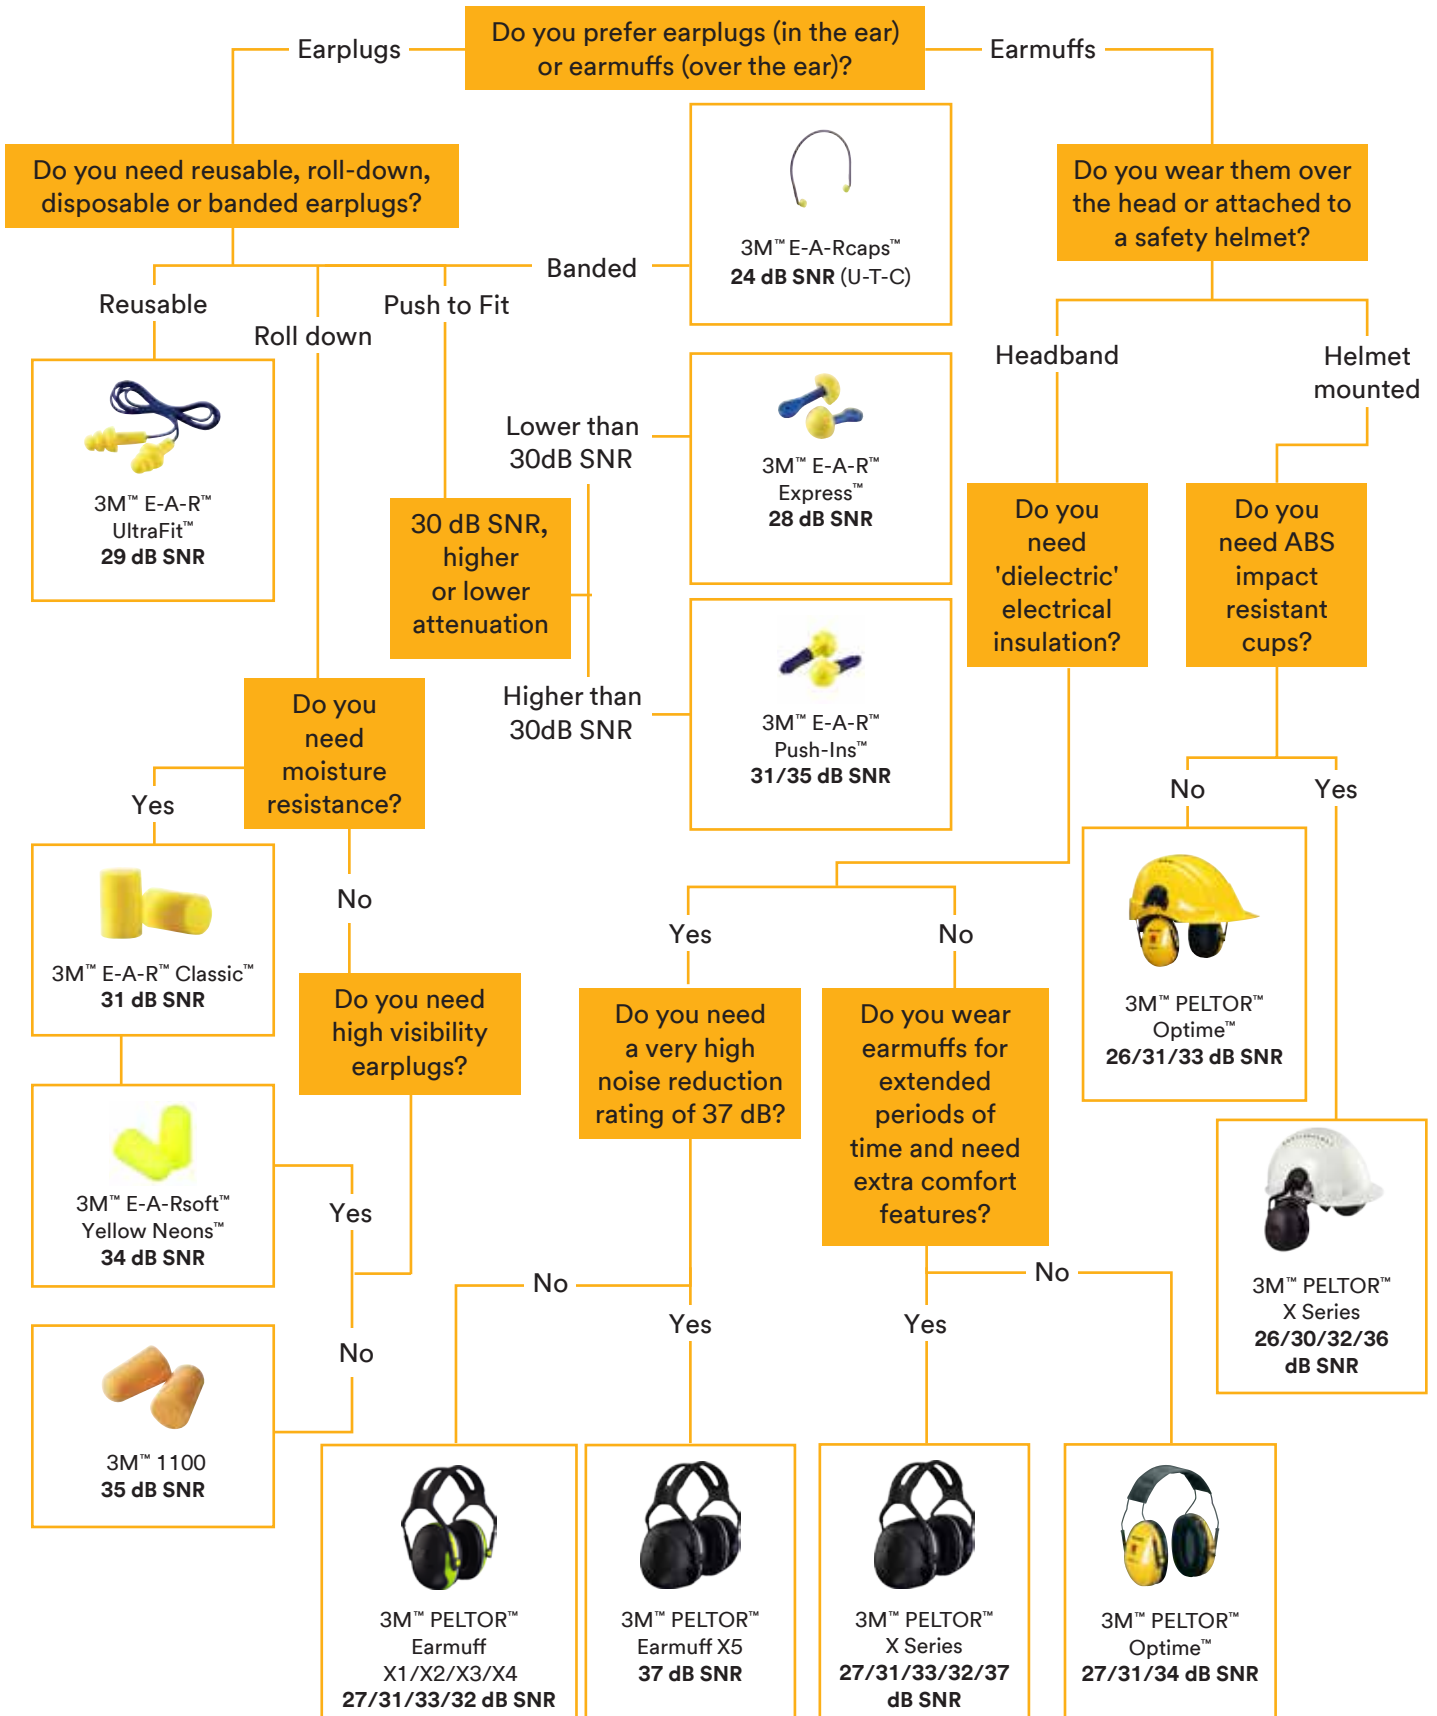 Do you prefer earplugs (in the ear)
or earmuffs (over the ear)?
Earplugs
Earmuffs
Do you need reusable, roll-down,
disposable or banded earplugs?
Do you wear them over
the head or attached to
a safety helmet?
3M™ E-A-Rcaps™
24 dB SNR (U-T-C)
Banded
Reusable
Push to Fit
Roll down
Headband
Helmet
mounted
3M™ E-A-R™
UltraFit™
29 dB SNR
Lower than
30dB SNR
3M™ E-A-R™
Express™
28 dB SNR
30 dB SNR,
higher
or lower
attenuation
Do you
need
'dielectric'
electrical
insulation?
Do you
need ABS
impact
resistant
cups?
Higher than
30dB SNR
3M™ E-A-R™
Push-Ins™
31/35 dB SNR
Do you
need
moisture
resistance?
Yes
No
No
Yes
3M™ E-A-R™ Classic™
31 dB SNR
Yes
No
3M™ PELTOR™
Optime™
26/31/33 dB SNR
Do you need
high visibility
earplugs?
Do you need
a very high
noise reduction
rating of 37 dB?
Do you wear
earmuffs for
extended
periods of
time and need
extra comfort
features?
3M™ E-A-Rsoft™
Yellow Neons™
34 dB SNR
Yes
No
3M™ PELTOR™
X Series
26/30/32/36
dB SNR
No
Yes
Yes
No
3M™ 1100
35 dB SNR
3M™ PELTOR™
Earmuff
X1/X2/X3/X4
27/31/33/32 dB SNR
3M™ PELTOR™
Earmuff X5
37 dB SNR
3M™ PELTOR™
X Series
27/31/33/32/37
dB SNR
3M™ PELTOR™
Optime™
27/31/34 dB SNR